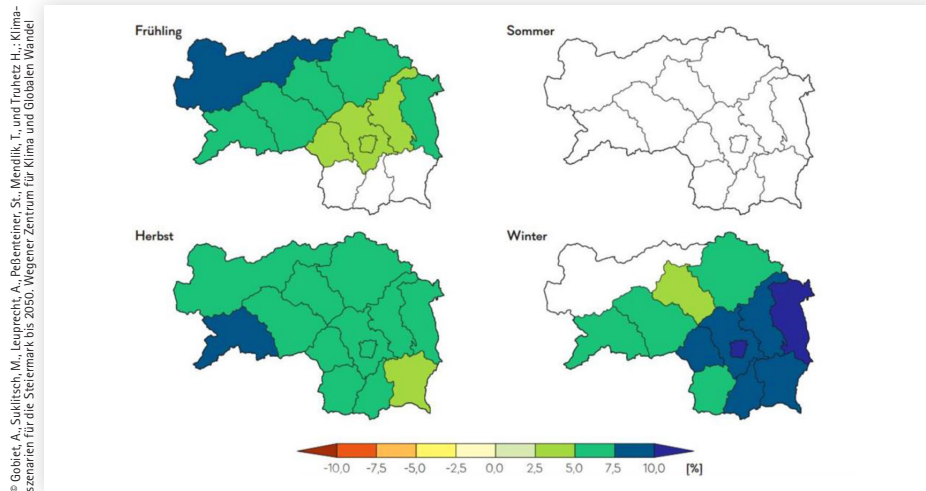 © Gobiet, A., Suklitsch, M., Leuprecht, A., Peßenteiner, St., Mendlik, T., und Truhetz H.,: Klima-
szenarien für die Steiermark bis 2050. Wegener Zentrum für Klima und Globalen Wandel
Frühling
Sommer
Herbst
Winter
-10,0 -7,5 -5,0 -2,5 0,0 2,5 5,0 7,5 10,0 [%]